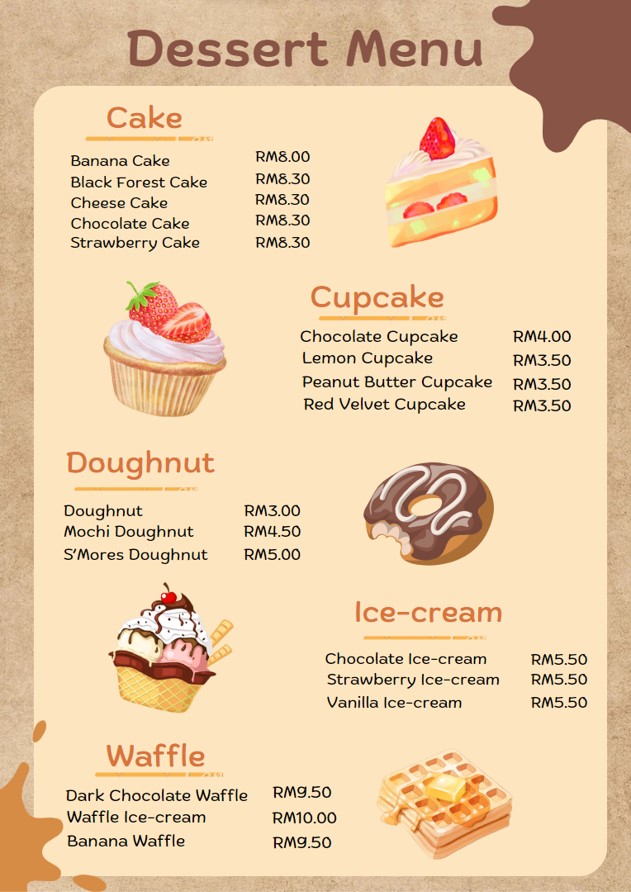 Dessert Menu
Cake
Banana Cake RM8.00
Black Forest Cake RM8.30
Cheese Cake RM8.30
Chocolate Cake RM8.30
Strawberry Cake RM8.30
Cupcake
Chocolate Cupcake RM4.00
Lemon Cupcake RM3.50
Peanut Butter Cupcake RM3.50
Red Velvet Cupcake RM3.50
Doughnut
Doughnut RM3.00
Mochi Doughnut RM4.50
S'Mores Doughnut RM5.00
Ice-cream
Chocolate Ice-cream RM5.50
Strawberry Ice-cream RM5.50
Vanilla Ice-cream RM5.50
Waffle
Dark Chocolate Waffle RM9.50
Waffle Ice-cream RM10.00
Banana Waffle RM9.50